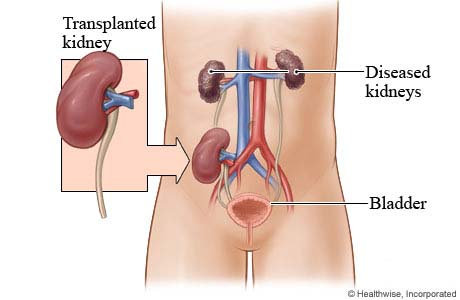 Transplanted
kidney
Diseased
kidneys
Bladder
© Healthwise, Incorporated